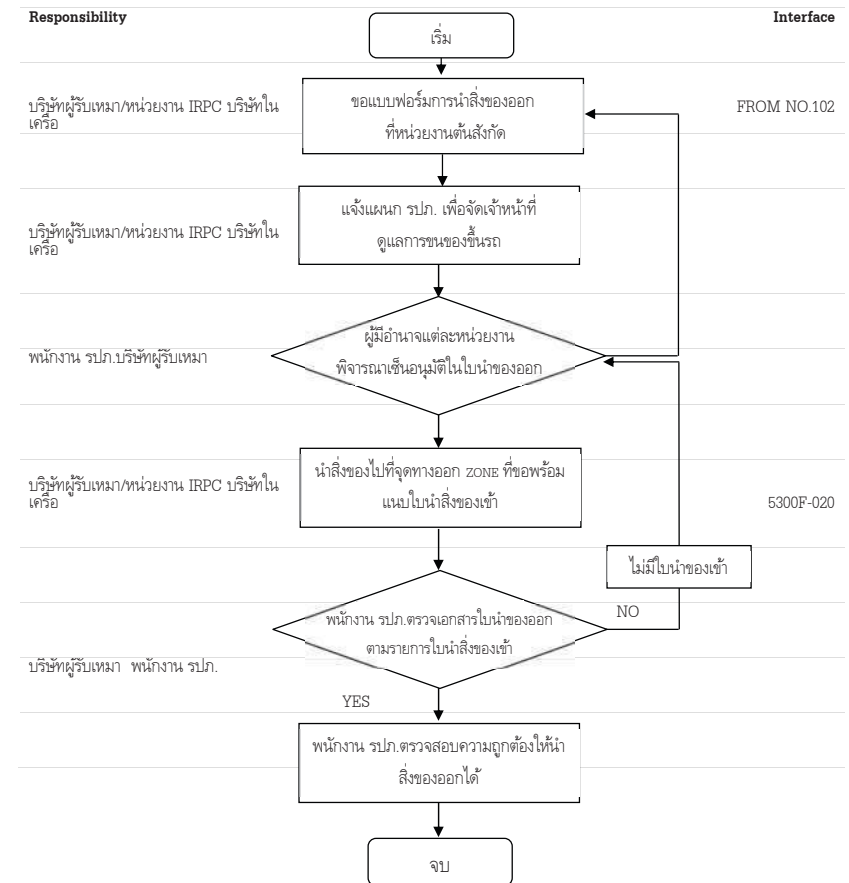 Responsibility
Interface
เริ่ม
บริษัทผู้รับเหมา/หน่วยงาน IRPC บริษัทใน
เครือ
ขอแบบฟอร์มการนำสิ่งของออก
ที่หน่วยงานต้นสังกัด
FROM NO.102
บริษัทผู้รับเหมา/หน่วยงาน IRPC บริษัทใน
เครือ
แจ้งแผนก รปภ. เพื่อจัดเจ้าหน้าที่
ดูแลการขนของขึ้นรถ
พนักงาน รปภ.บริษัทผู้รับเหมา
ผู้มีอำนาจแต่ละหน่วยงาน
พิจารณาเซ็นอนุมัติในใบนำของออก
บริษัทผู้รับเหมา/หน่วยงาน IRPC บริษัทใน
เครือ
นำสิ่งของไปที่จุดทางออก ZONE ที่ขอพร้อม
แนบใบนำสิ่งของเข้า
5300F-020
ไม่มีใบนำของเข้า
พนักงาน รปภ.ตรวจเอกสารใบนำของออก
ตามรายการใบนำสิ่งของเข้า
NO
บริษัทผู้รับเหมา พนักงาน รปภ.
YES
พนักงาน รปภ.ตรวจสอบความถูกต้องให้นำ
สิ่งของออกได้
จบ